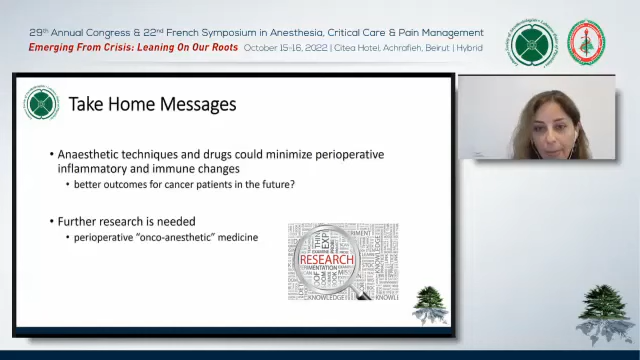 29th Annual Congress & 22nd French Symposium in Anesthesia, Critical Care & Pain Management
Emerging From Crisis: Leaning On Our Roots October 15-16, 2022 | Citea Hotel, Achrafieh, Beirut | Hybrid
Take Home Messages
• Anaesthetic techniques and drugs could minimize perioperative
inflammatory and immune changes
• better outcomes for cancer patients in the future?
• Further research is needed
• perioperative “onco-anesthetic” medicine
RESEARCH